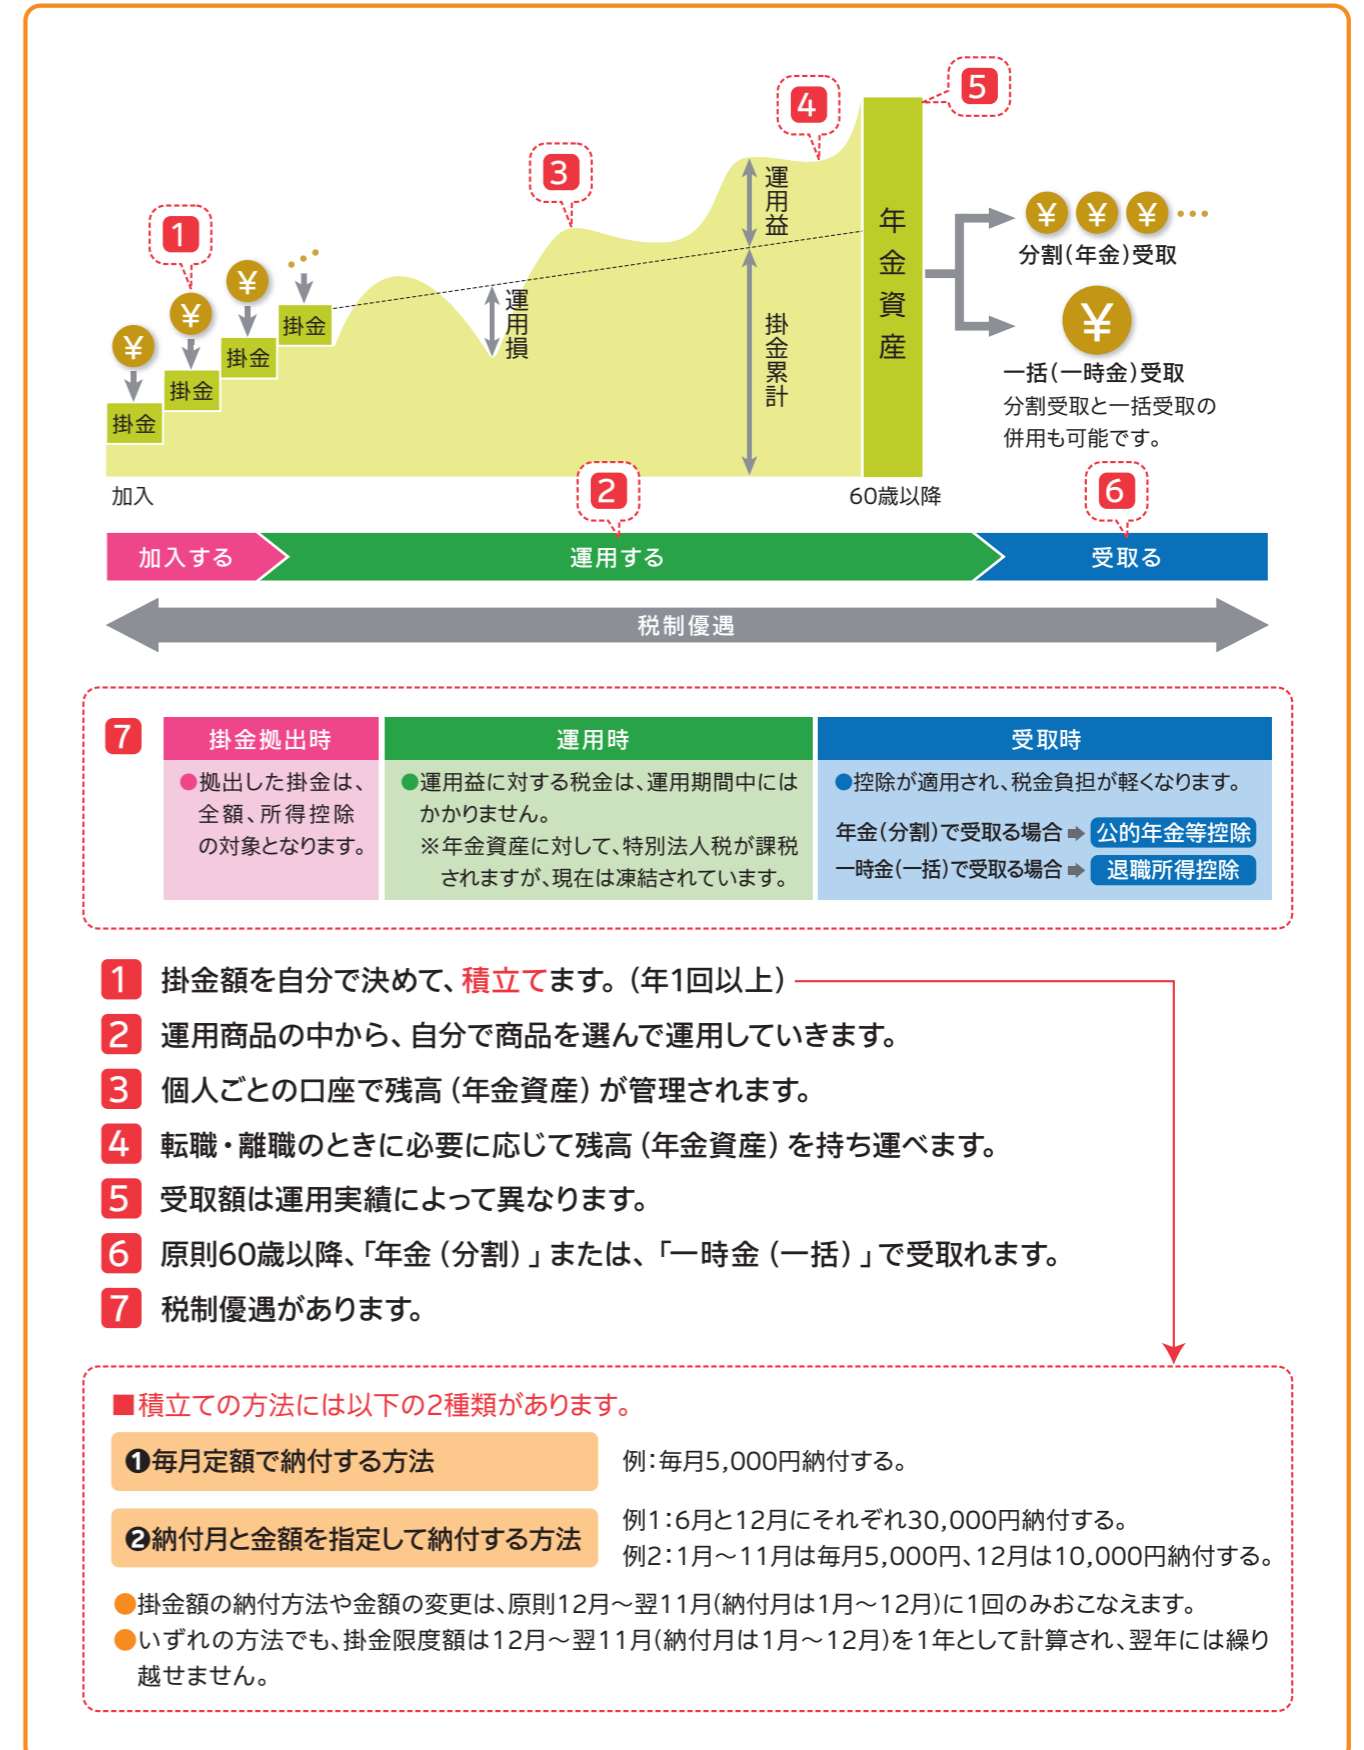 1
3
4
5
¥
¥
¥
¥ ¥ ¥ …
分割(年金)受取
¥
一括(一時金)受取
分割受取と一括受取の
併用も可能です。
掛金
掛金
掛金
掛金
運用損
運用益
掛金累計
年金資産
加入
2
60歳以降
6
加入する
運用する
受取る
税制優遇
7
掛金拠出時
●拠出した掛金は、
全額、所得控除
の対象となります。
運用時
●運用益に対する税金は、運用期間中には
かかりません。
※年金資産に対して、特別法人税が課税
されますが、現在は凍結されています。
受取時
●控除が適用され、税金負担が軽くなります。
年金(分割)で受取る場合 ➡ 公的年金等控除
一時金(一括)で受取る場合 ➡ 退職所得控除
1 掛金額を自分で決めて、積立てます。(年1回以上)
2 運用商品の中から、自分で商品を選んで運用していきます。
3 個人ごとの口座で残高(年金資産)が管理されます。
4 転職・離職のときに必要に応じて残高(年金資産)を持ち運べます。
5 受取額は運用実績によって異なります。
6 原則60歳以降、「年金(分割)」または、「一時金(一括)」で受取れます。
7 税制優遇があります。
■積立ての方法には以下の2種類があります。
❶毎月定額で納付する方法
例：毎月5,000円納付する。
❷納付月と金額を指定して納付する方法
例1：6月と12月にそれぞれ30,000円納付する。
例2：1月～11月は毎月5,000円、12月は10,000円納付する。
●掛金額の納付方法や金額の変更は、原則12月～翌11月(納付月は1月～12月)に1回のみおこなえます。
●いずれの方法でも、掛金限度額は12月～翌11月(納付月は1月～12月)を1年として計算され、翌年には繰り
越せません。